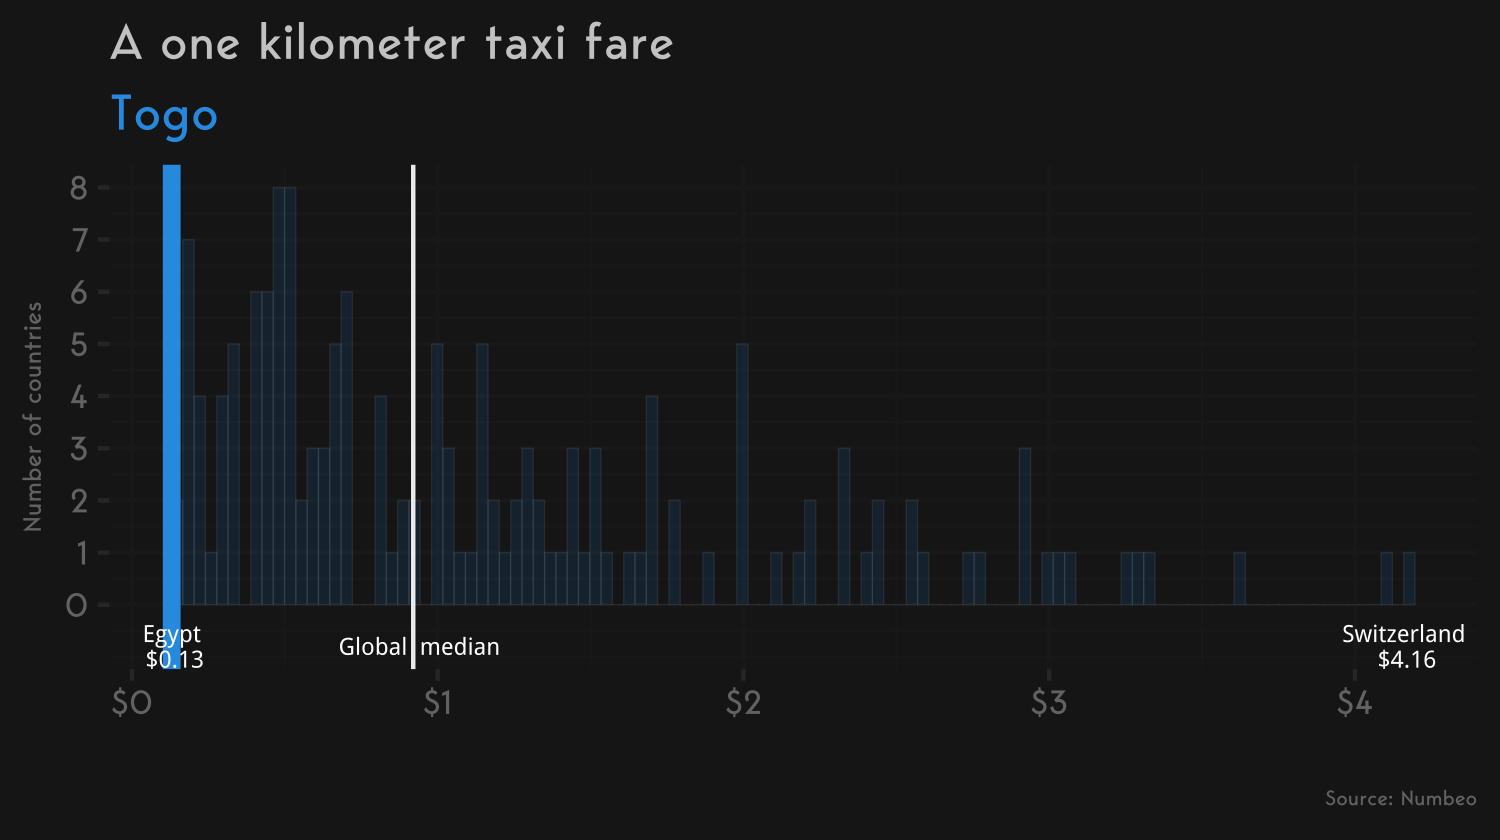 A one kilometer taxi fare
Togo
Number of countries
8
7
6
5
4
3
2
1
0
Egypt
$0.13
Global median
Switzerland
$4.16
$0
$1
$2
$3
$4
Source: Numbeo